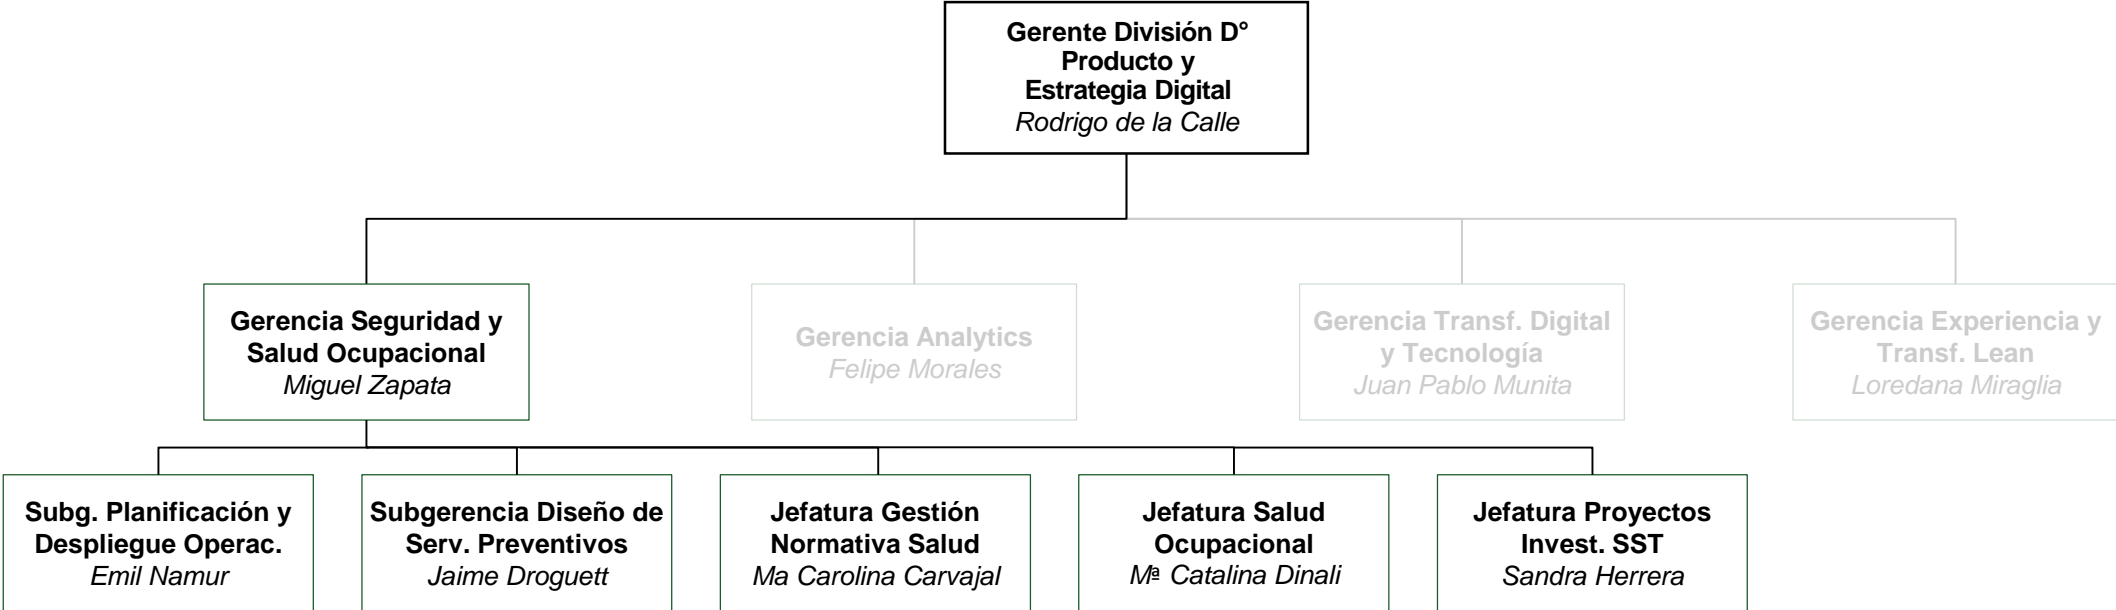 Gerente División D°
Producto y
Estrategia Digital
Rodrigo de la Calle
Gerencia Seguridad y
Salud Ocupacional
Miguel Zapata
Gerencia Analytics
Felipe Morales
Gerencia Transf. Digital
y Tecnología
Juan Pablo Munita
Gerencia Experiencia y
Transf. Lean
Loredana Miraglia
Subg. Planificación y
Despliegue Operac.
Emil Namur
Subgerencia Diseño de
Serv. Preventivos
Jaime Droguett
Jefatura Gestión
Normativa Salud
Ma Carolina Carvajal
Jefatura Salud
Ocupacional
Mª Catalina Dinali
Jefatura Proyectos
Invest. SST
Sandra Herrera